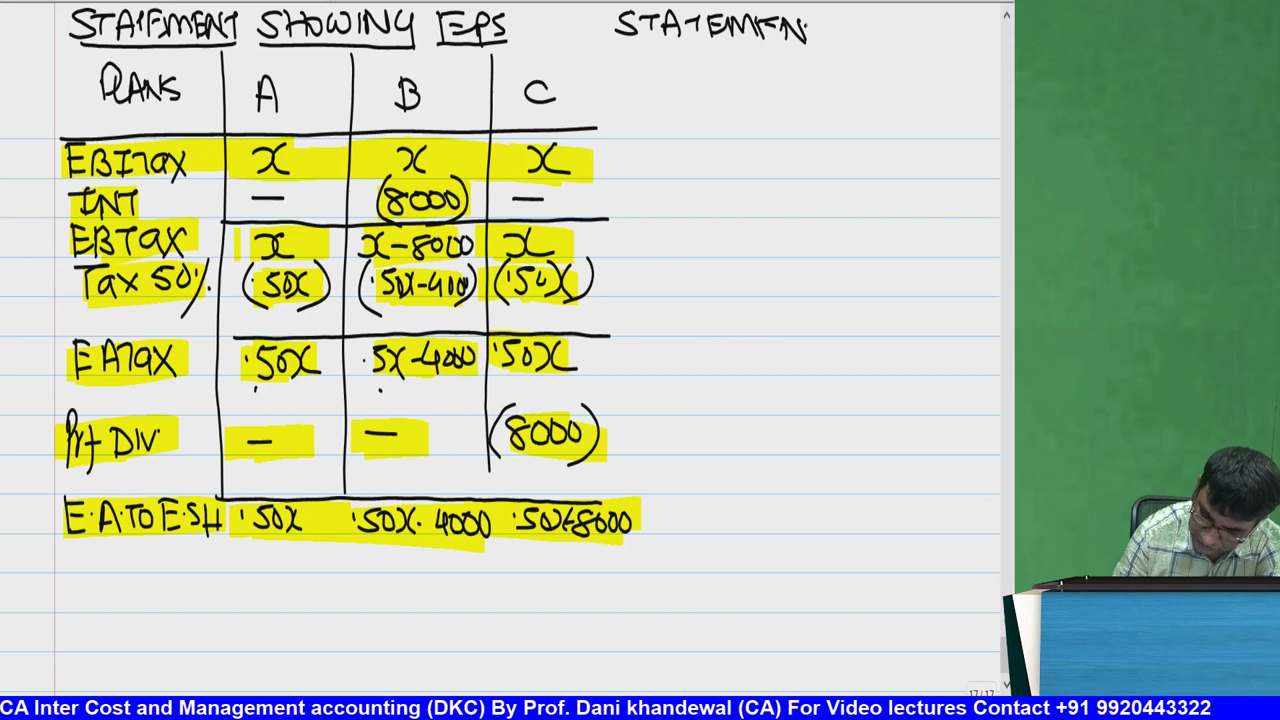 STATEMENT SHOWING EPS STATEMEN
PLANS A B C
EBITax x x x
INT — (8000) —
EBTax x x-8000 x
Tax 50% (.50x) (.50x-4000) (.50x)
EATax .50x .5x-4000 .50x
Prf DIV. — — (8000)
E.A.TO E.SH .50x .50x-4000 .50x-8000
17/17
CA Inter Cost and Management accounting (DKC) By Prof. Dani khandewal (CA) For Video lectures Contact +91 9920443322